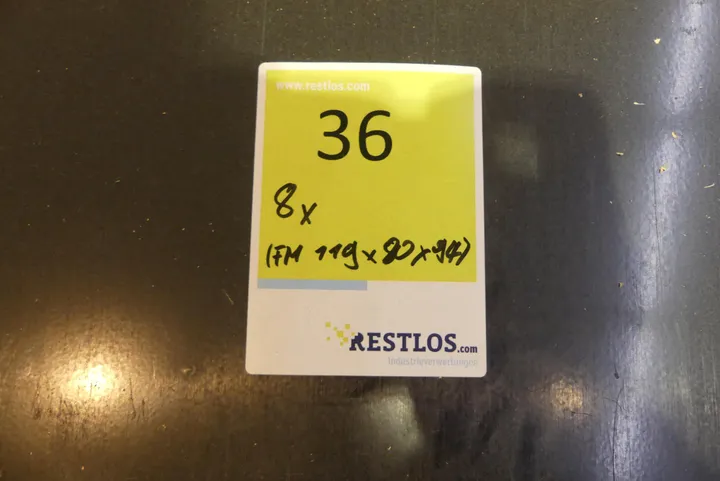 www.restlos.com
36
8x
(FM 119x80x94)
RESTLOS.com
Industrieverwertungen